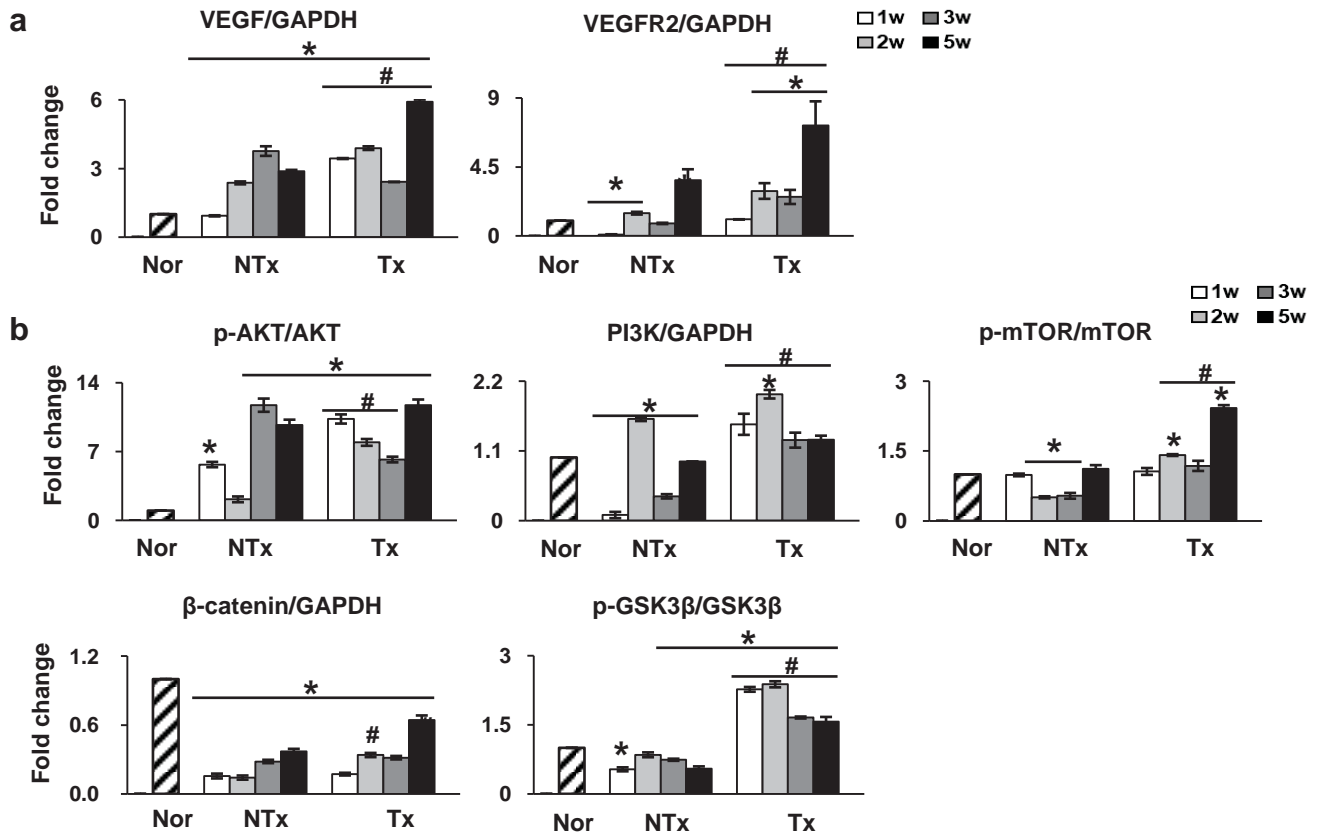 a
VEGF/GAPDH
VEGFR2/GAPDH
1w 3w
2w 5w
*
#
#
*
*
Fold change
6
3
0
9
4.5
0
Nor NTx Tx
Nor NTx Tx
1w 3w
2w 5w
b
p-AKT/AKT
PI3K/GAPDH
p-mTOR/mTOR
*
#
*
#
*
*
#
*
*
*
Fold change
14
7
0
2.2
1.1
0
3
1.5
0
Nor NTx Tx
Nor NTx Tx
Nor NTx Tx
β-catenin/GAPDH
p-GSK3β/GSK3β
*
#
*
#
*
Fold change
1.2
0.6
0.0
3
1.5
0
Nor NTx Tx
Nor NTx Tx